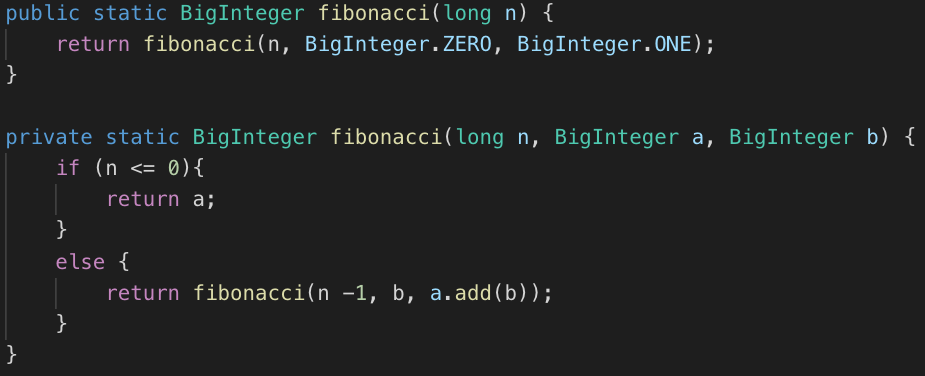 public static BigInteger fibonacci(long n) {
    return fibonacci(n, BigInteger.ZERO, BigInteger.ONE);
}

private static BigInteger fibonacci(long n, BigInteger a, BigInteger b) {
    if (n <= 0){
        return a;
    }
    else {
        return fibonacci(n -1, b, a.add(b));
    }
}